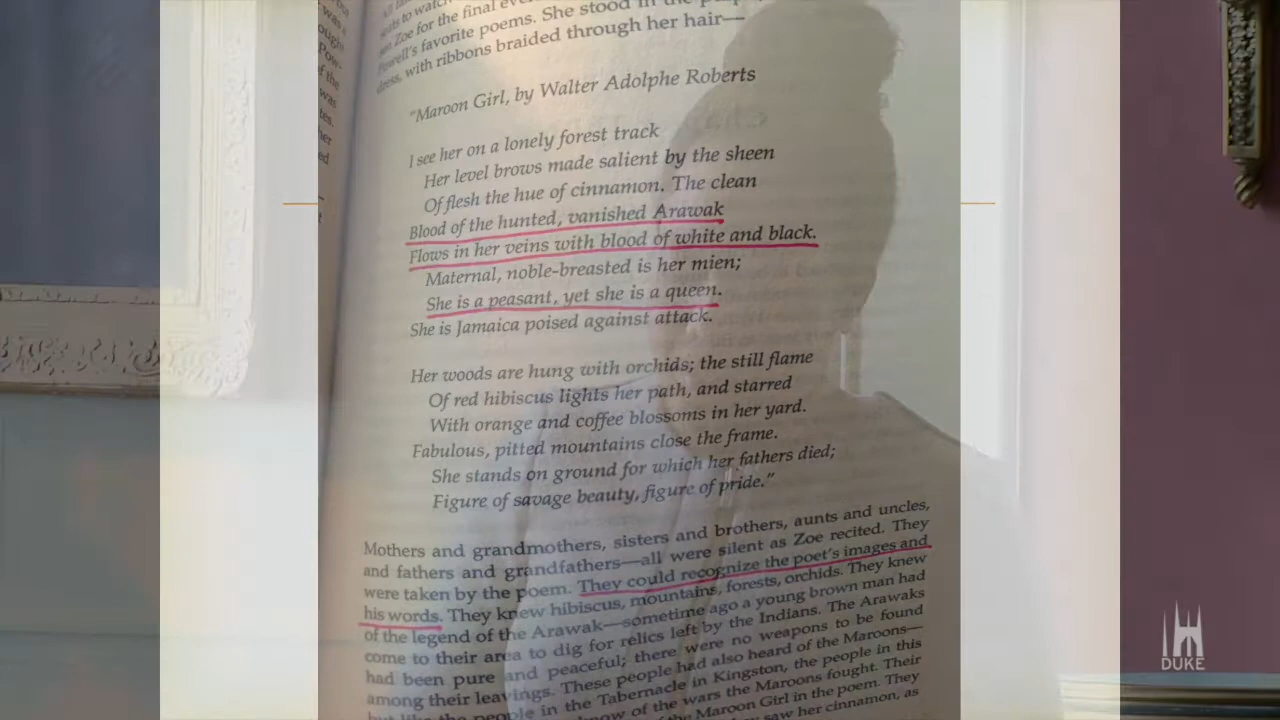 for the final
Powell's favorite poems. She stood in the
dress, with ribbons braided through her hair—
"Maroon Girl, by Walter Adolphe Roberts
I see her on a lonely forest track
Her level brows made salient by the sheen
Of flesh the hue of cinnamon. The clean
Blood of the hunted, vanished Arawak
Flows in her veins with blood of white and black.
Maternal, noble-breasted is her mien;
She is a peasant, yet she is a queen.
She is Jamaica poised against attack.
Her woods are hung with orchids; the still flame
Of red hibiscus lights her path, and starred
With orange and coffee blossoms in her yard.
Fabulous, pitted mountains close the frame.
She stands on ground for which her fathers died;
Figure of savage beauty, figure of pride."
Mothers and grandmothers, sisters and brothers, aunts and uncles,
and fathers and grandfathers—all were silent as Zoe recited. They
were taken by the poem. They could recognize the poet's images and
his words. They knew hibiscus, mountains, forests, orchids. They knew
of the legend of the Arawak—sometime ago a young brown man had
come to their area to dig for relics left by the Indians. The Arawaks
had been pure and peaceful; there were no weapons to be found
among their leavings. These people had also heard of the Maroons—
but like the people in the Tabernacle in Kingston, the people in this
know of the wars the Maroons fought. Their
the Maroon Girl in the poem. They
saw her cinnamon, as
DUKE